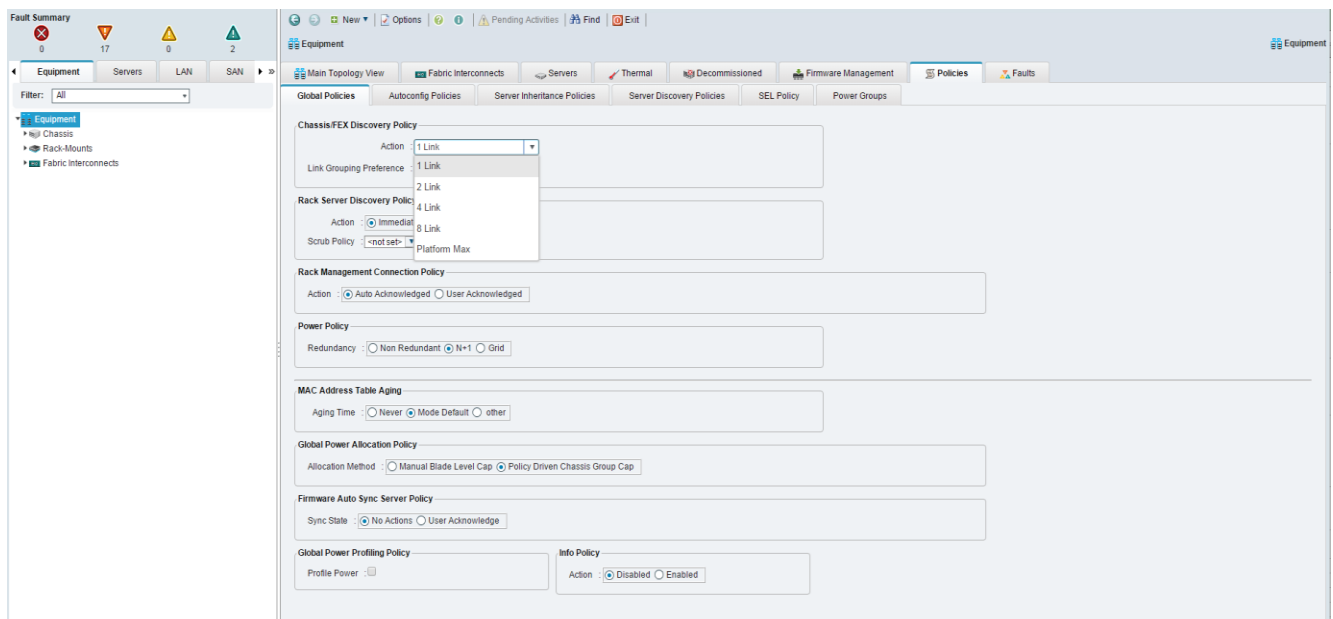 Fault Summary
0 17 0 2
New Options Pending Activities Find Exit
Equipment
Equipment
Equipment Servers LAN SAN
Filter: All
Equipment
Chassis
Rack-Mounts
Fabric Interconnects
Main Topology View Fabric Interconnects Servers Thermal Decommissioned Firmware Management Policies Faults
Global Policies Autoconfig Policies Server Inheritance Policies Server Discovery Policies SEL Policy Power Groups
Chassis/FEX Discovery Policy
Action : 1 Link
Link Grouping Preference :
1 Link
2 Link
4 Link
8 Link
Platform Max
Rack Server Discovery Polic
Action : Immediat
Scrub Policy : <not set>
Rack Management Connection Policy
Action : Auto Acknowledged User Acknowledged
Power Policy
Redundancy : Non Redundant N+1 Grid
MAC Address Table Aging
Aging Time : Never Mode Default other
Global Power Allocation Policy
Allocation Method : Manual Blade Level Cap Policy Driven Chassis Group Cap
Firmware Auto Sync Server Policy
Sync State : No Actions User Acknowledge
Global Power Profiling Policy
Profile Power :
Info Policy
Action : Disabled Enabled